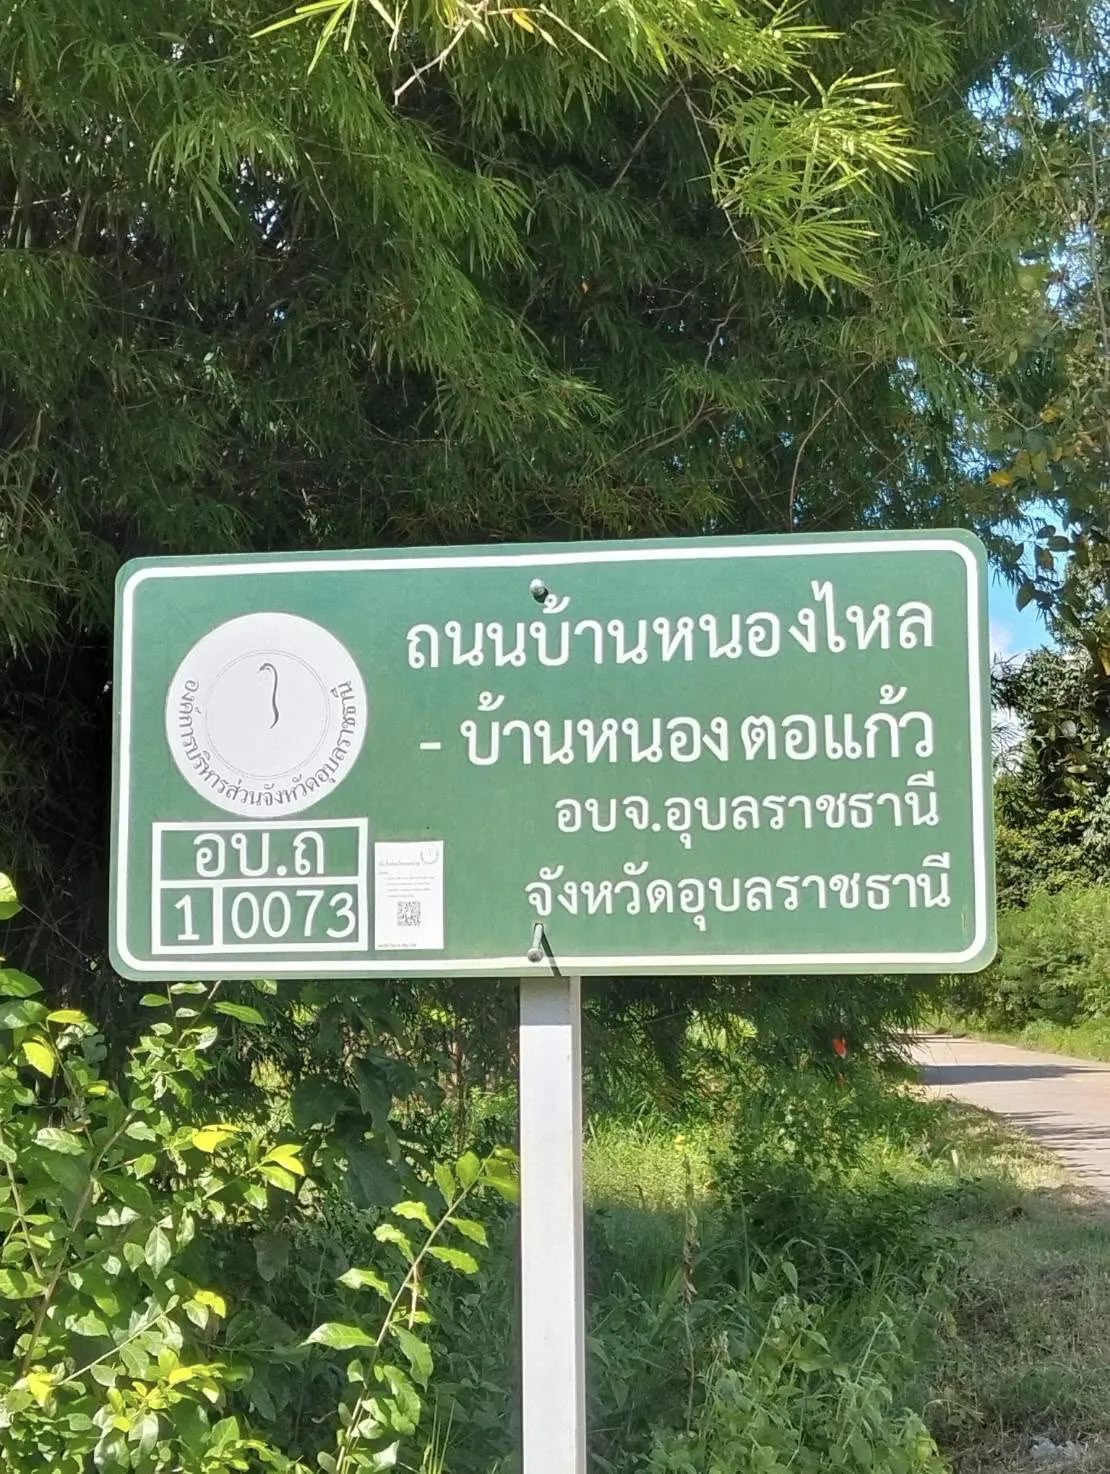 ถนนบ้านหนองไหล
- บ้านหนองตอแก้ว
อบจ.อุบลราชธานี
จังหวัดอุบลราชธานี
องค์การบริหารส่วนจังหวัดอุบลราชธานี
อบ.ถ
1 0073